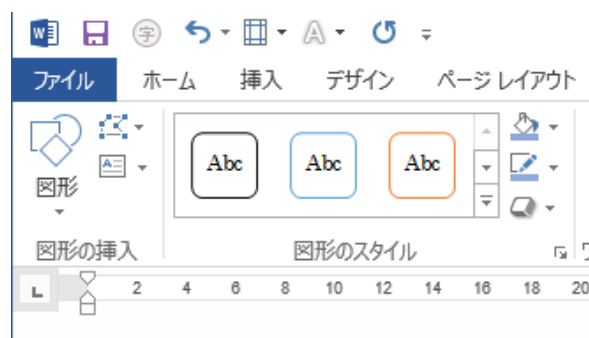 字 A
ファイル ホーム 挿入 デザイン ページ レイアウト
Abc Abc Abc
図形
図形の挿入 図形のスタイル
2 4 6 8 10 12 14 16 18 20